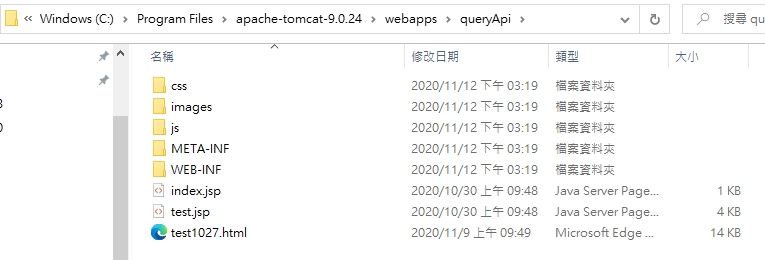 Windows (C:) > Program Files > apache-tomcat-9.0.24 > webapps > queryApi >
搜尋 qu
名稱 修改日期 類型 大小
css 2020/11/12 下午 03:19 檔案資料夾
images 2020/11/12 下午 03:19 檔案資料夾
js 2020/11/12 下午 03:19 檔案資料夾
META-INF 2020/11/12 下午 03:19 檔案資料夾
WEB-INF 2020/11/12 下午 03:19 檔案資料夾
index.jsp 2020/10/30 上午 09:48 Java Server Page... 1 KB
test.jsp 2020/10/30 上午 09:48 Java Server Page... 4 KB
test1027.html 2020/11/9 上午 09:49 Microsoft Edge ... 14 KB